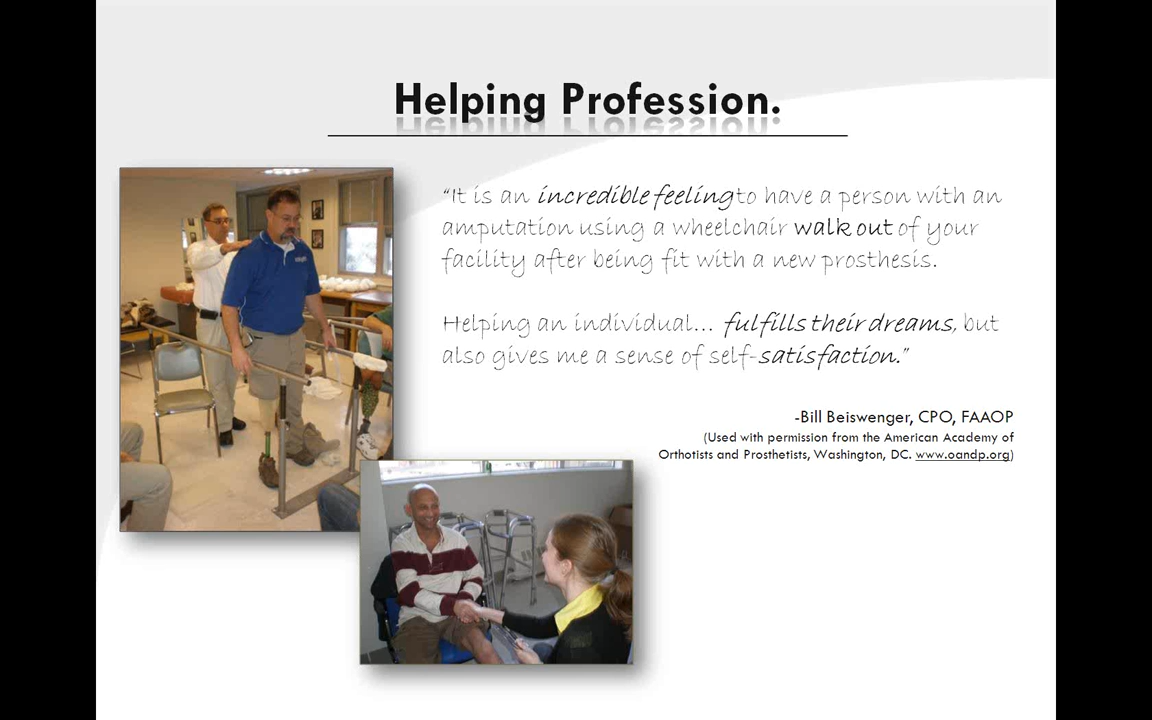 Helping Profession.
“It is an incredible feeling to have a person with an
amputation using a wheelchair walk out of your
facility after being fit with a new prosthesis.
Helping an individual... fulfills their dreams, but
also gives me a sense of self-satisfaction.”
-Bill Beiswenger, CPO, FAAOP
(Used with permission from the American Academy of
Orthotists and Prosthetists, Washington, DC. www.oandp.org)